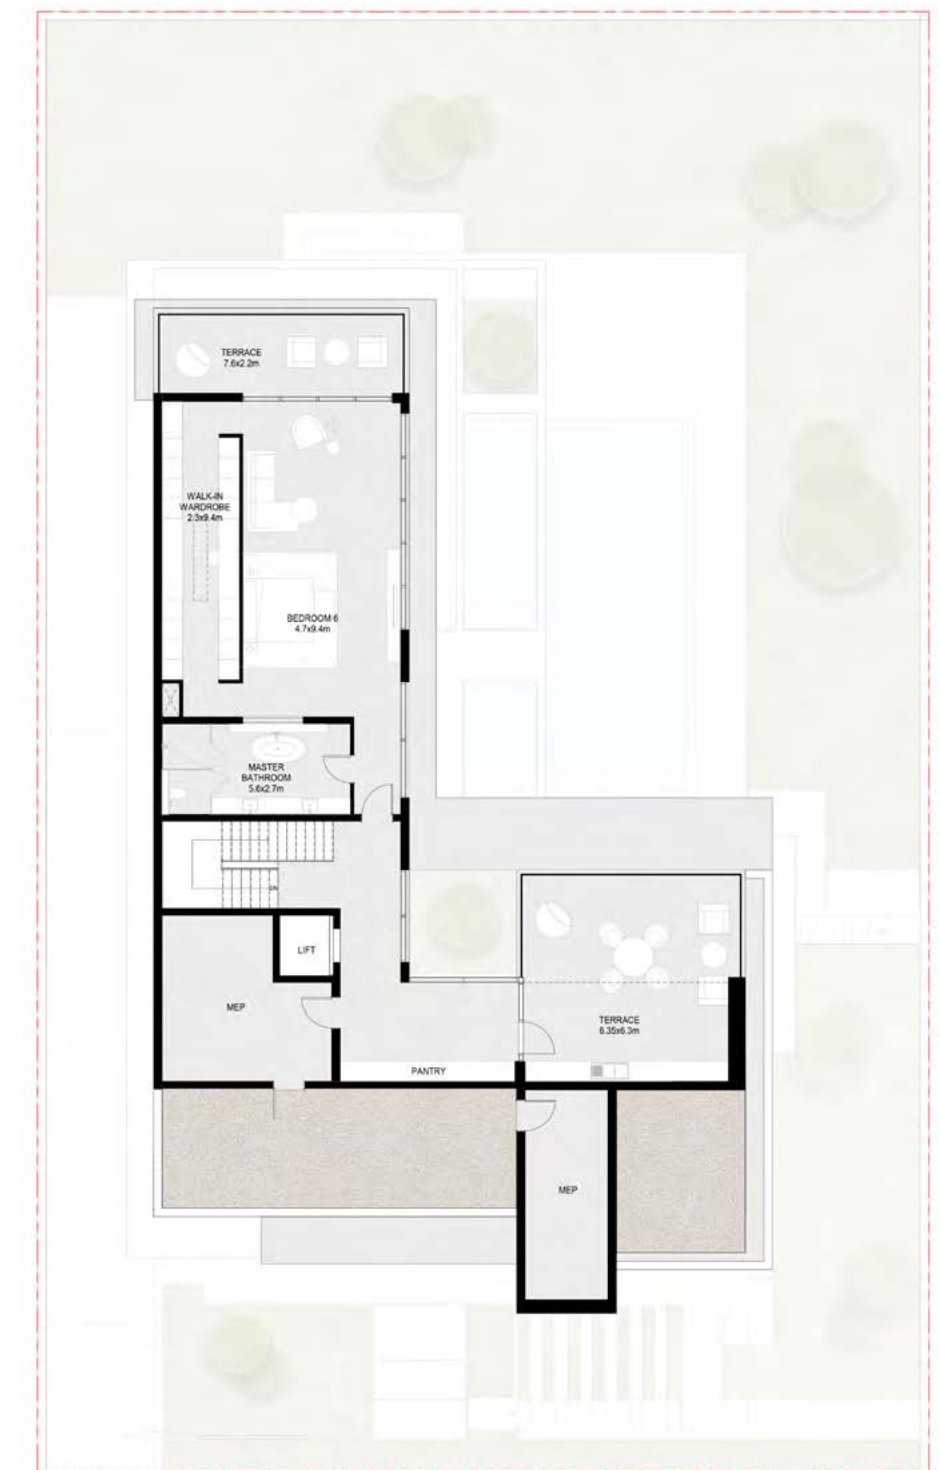 TERRACE
7.6x2.2m
WALK-IN
WARDROBE
2.3x9.4m
BEDROOM 6
4.7x9.4m
MASTER
BATHROOM
5.6x2.7m
DN
LIFT
MEP
TERRACE
6.35x6.3m
PANTRY
MEP